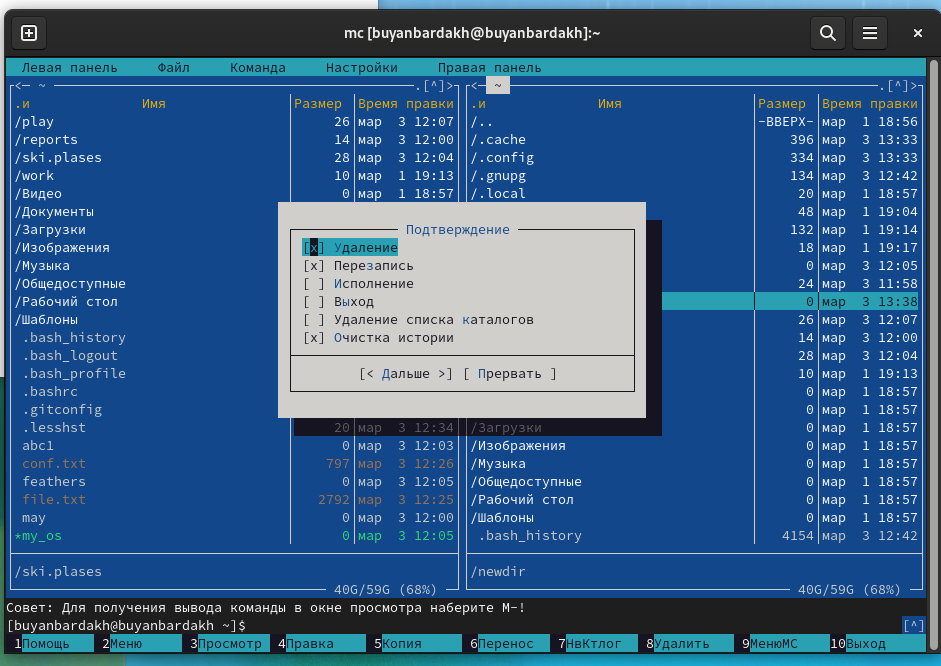 mc [buyanbardakh@buyanbardakh]:~
Левая панель Файл Команда Настройки Правая панель
<─ ~ .[^]> <─ ~ .[^]>
.и Имя Размер Время правки .и Имя Размер Время правки
/play 26 мар 3 12:07 /.. -ВВЕРХ- мар 1 18:56
/reports 14 мар 3 12:00 /.cache 396 мар 3 13:33
/ski.plases 28 мар 3 12:04 /.config 334 мар 3 13:33
/work 10 мар 1 19:13 /.gnupg 134 мар 3 12:42
/Видео 0 мар 1 18:57 /.local 20 мар 1 18:57
/Документы 48 мар 1 19:04
/Загрузки Подтверждение 132 мар 1 19:14
/Изображения [x] Удаление 18 мар 1 19:17
/Музыка [x] Перезапись 0 мар 3 12:05
/Общедоступные [ ] Исполнение 24 мар 3 11:58
/Рабочий стол [ ] Выход 0 мар 3 13:38
/Шаблоны [ ] Удаление списка каталогов 26 мар 3 12:07
.bash_history [x] Очистка истории 14 мар 3 12:00
.bash_logout 28 мар 3 12:04
.bash_profile [< Дальше >] [ Прервать ] 10 мар 3 19:13
.bashrc 0 мар 1 18:57
.gitconfig 0 мар 1 18:57
.lesshst 20 мар 3 12:34 /Загрузки 0 мар 1 18:57
abc1 0 мар 3 12:03 /Изображения 0 мар 1 18:57
conf.txt 797 мар 3 12:26 /Музыка 0 мар 1 18:57
feathers 0 мар 3 12:05 /Общедоступные 0 мар 1 18:57
file.txt 2792 мар 3 12:25 /Рабочий стол 0 мар 1 18:57
may 0 мар 3 12:00 /Шаблоны 0 мар 1 18:57
*my_os 0 мар 3 12:05 .bash_history 4154 мар 3 12:42
/ski.plases /newdir
40G/59G (68%) 40G/59G (68%)
Совет: Для получения вывода команды в окне просмотра наберите M-!
[buyanbardakh@buyanbardakh ~]$ [^]
1Помощь 2Меню 3Просмотр 4Правка 5Копия 6Перенос 7НвКтлог 8Удалить 9МенюМС 10Выход